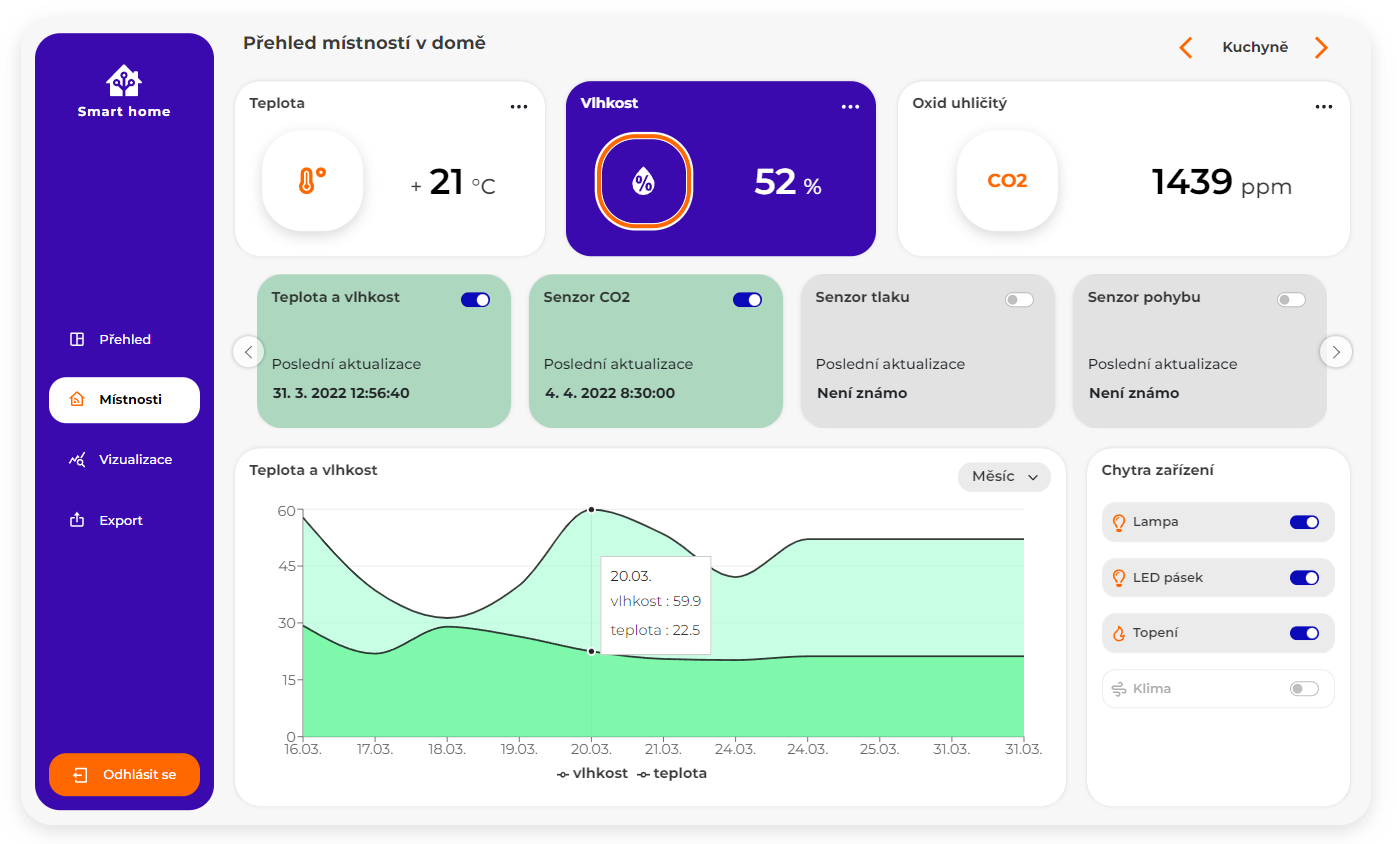 Smart home
Přehled
Místnosti
Vizualizace
Export
Odhlásit se
Přehled místností v domě
Kuchyně
Teplota
+ 21 °C
Vlhkost
%
52 %
Oxid uhličitý
CO2
1439 ppm
Teplota a vlhkost
Poslední aktualizace
31. 3. 2022 12:56:40
Senzor CO2
Poslední aktualizace
4. 4. 2022 8:30:00
Senzor tlaku
Poslední aktualizace
Není známo
Senzor pohybu
Poslední aktualizace
Není známo
Teplota a vlhkost
Měsíc
60
45
30
15
0
20.03.
vlhkost : 59.9
teplota : 22.5
16.03. 17.03. 18.03. 19.03. 20.03. 21.03. 24.03. 24.03. 25.03. 31.03. 31.03.
vlhkost teplota
Chytra zařízení
Lampa
LED pásek
Topení
Klima